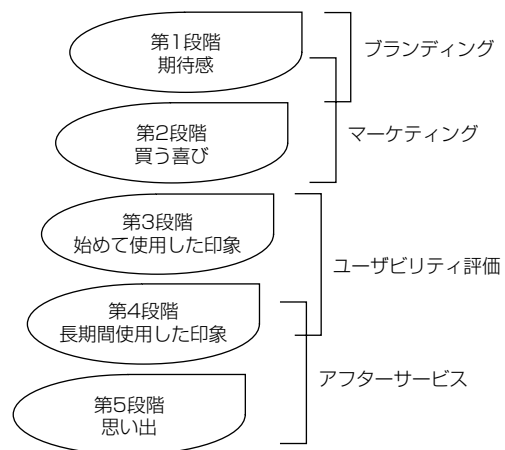 第1段階
期待感
ブランディング
第2段階
買う喜び
マーケティング
第3段階
始めて使用した印象
ユーザビリティ評価
第4段階
長期間使用した印象
アフターサービス
第5段階
思い出